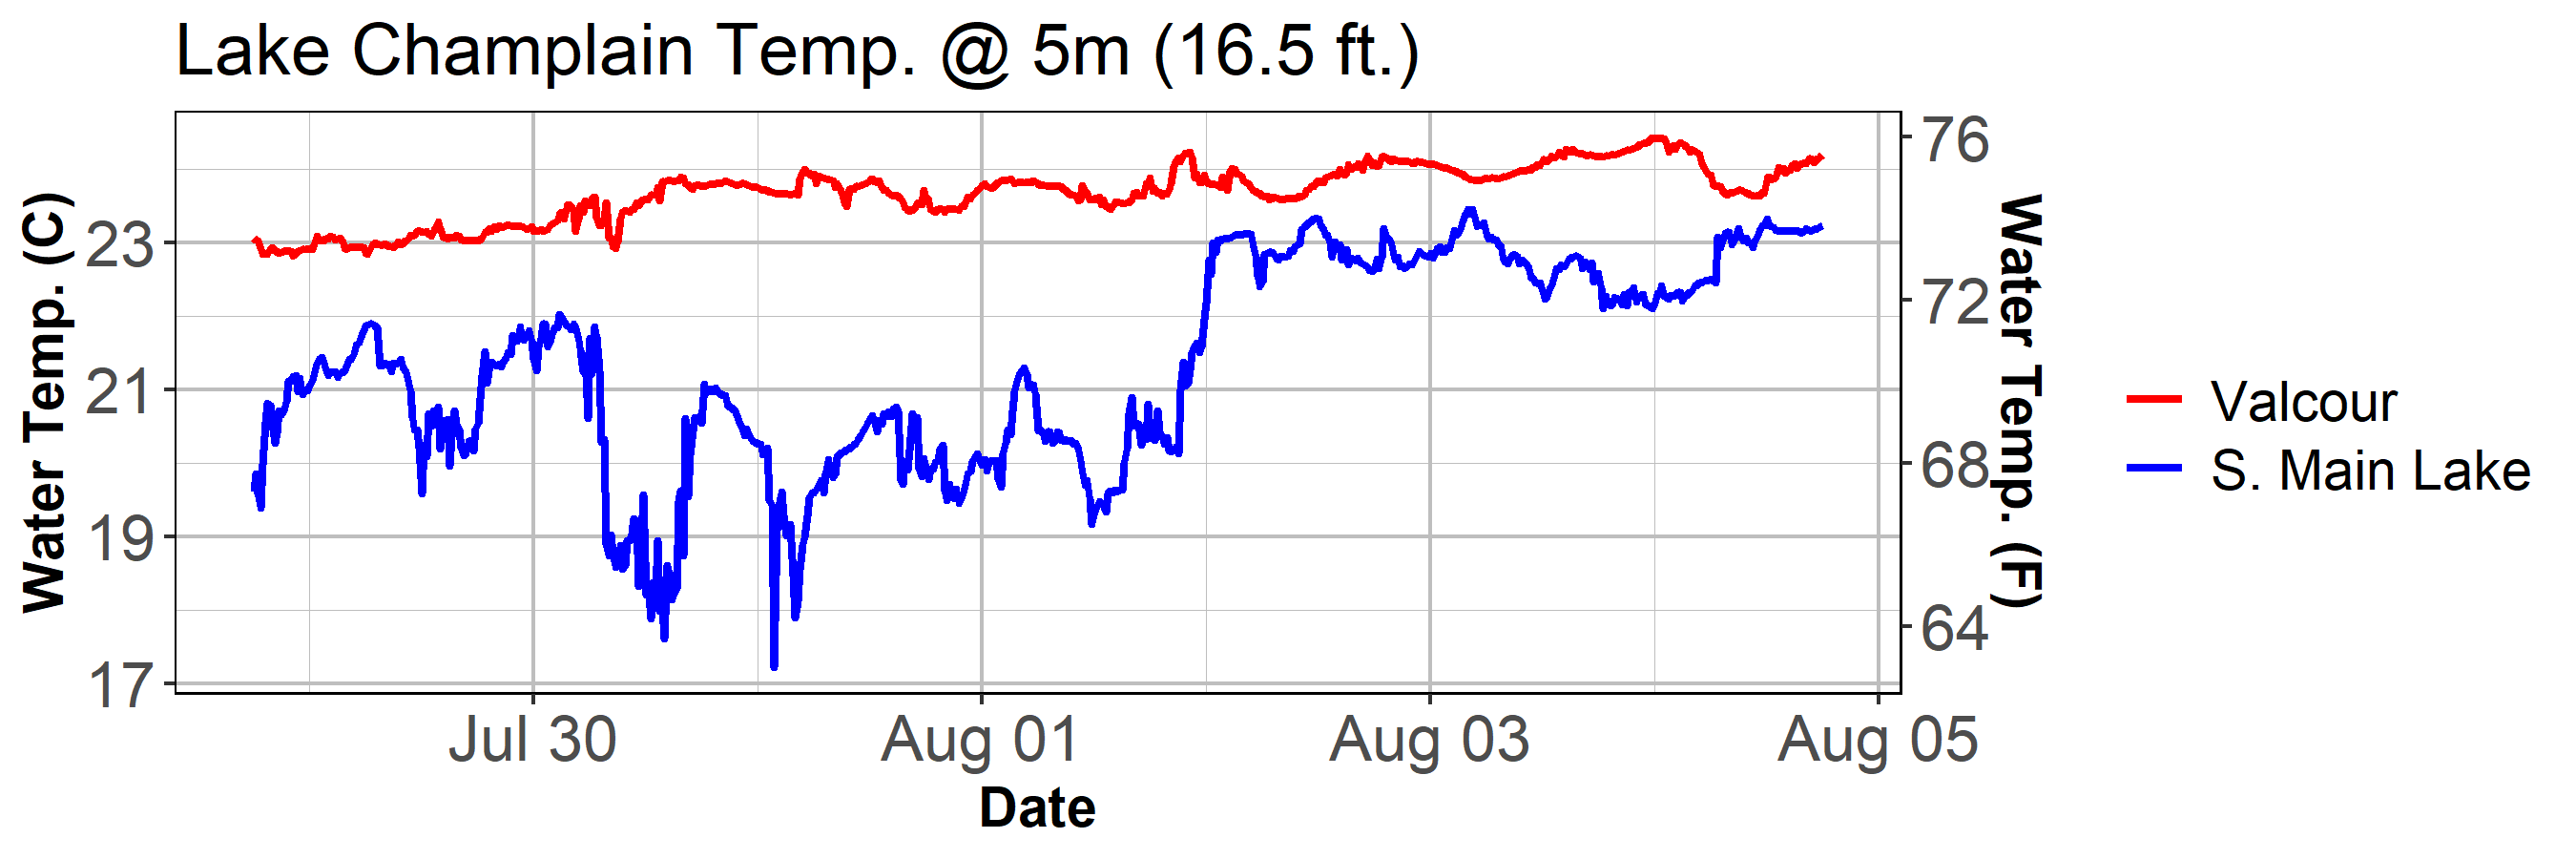 Lake Champlain Temp. @ 5m (16.5 ft.)
Water Temp. (C)
23
21
19
17
76
72
68
64
Water Temp. (F)
Jul 30
Aug 01
Aug 03
Aug 05
Date
Valcour
S. Main Lake